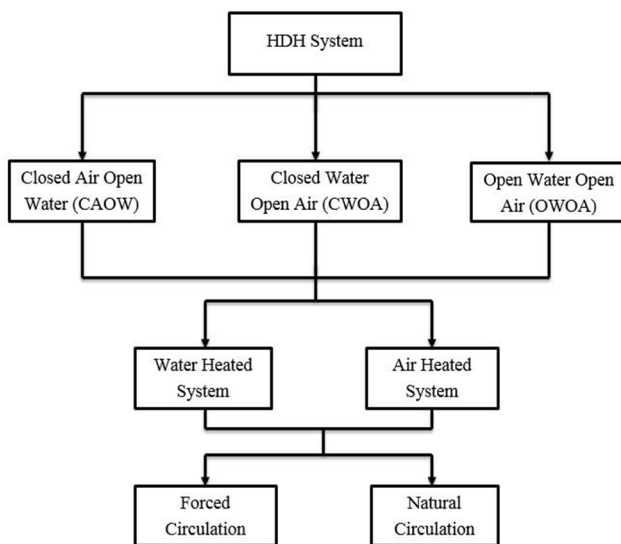 HDH System
Closed Air Open
Water (CAOW)
Closed Water
Open Air (CWOA)
Open Water Open
Air (OWOA)
Water Heated
System
Air Heated
System
Forced
Circulation
Natural
Circulation